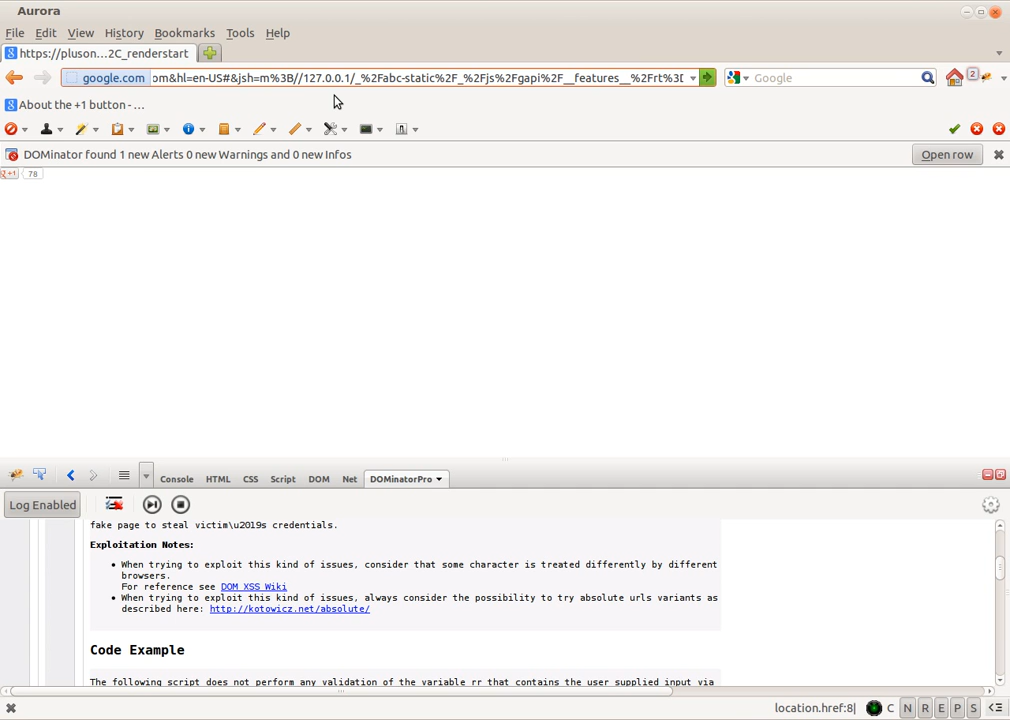 Aurora
File Edit View History Bookmarks Tools Help
https://pluson...2C_renderstart
google.com om&hl=en-US#&jsh=m%3B//127.0.0.1/_%2Fabc-static%2F_%2Fjs%2Fgapi%2F__features__%2Frt%3D Google 2
About the +1 button - ...
DOMinator found 1 new Alerts 0 new Warnings and 0 new Infos Open row
+1 78
Console HTML CSS Script DOM Net DOMinatorPro
Log Enabled
fake page to steal victim\u2019s credentials.
Exploitation Notes:
• When trying to exploit this kind of issues, consider that some character is treated differently by different
browsers.
For reference see DOM XSS Wiki
• When trying to exploit this kind of issues, always consider the possibility to try absolute urls variants as
described here: http://kotowicz.net/absolute/
Code Example
The following script does not perform any validation of the variable rr that contains the user supplied input via
location.href:8| C N R E P S